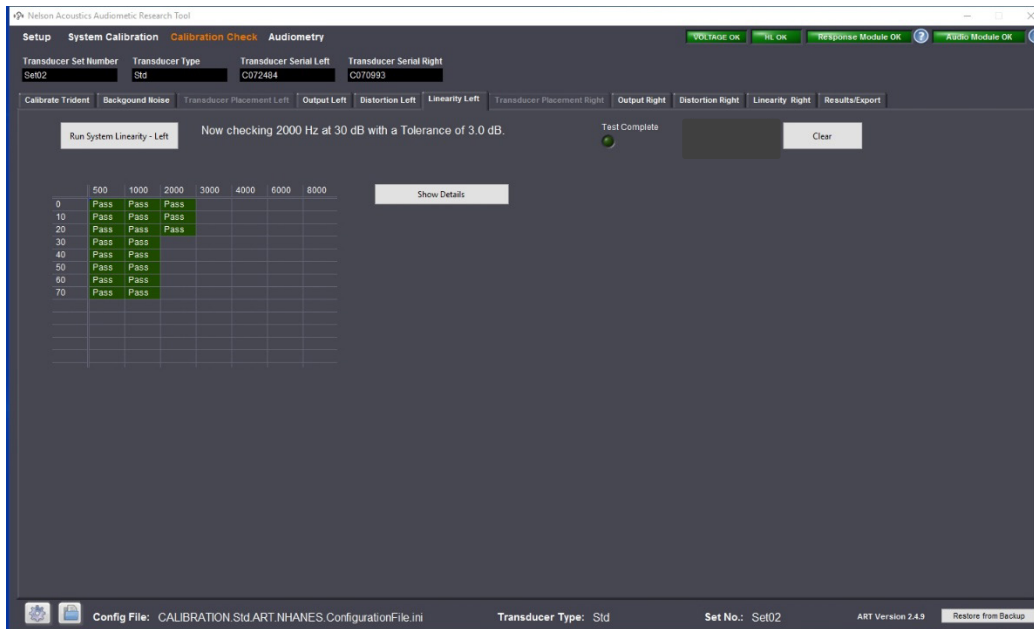 Nelson Acoustics Audiometic Research Tool
Setup System Calibration Calibration Check Audiometry VOLTAGE OK HL OK Response Module OK ? Audio Module OK
Transducer Set Number Transducer Type Transducer Serial Left Transducer Serial Right
Set02 Std C072484 C070993
Calibrate Trident Backgound Noise Transducer Placement Left Output Left Distortion Left Linearity Left Transducer Placement Right Output Right Distortion Right Linearity Right Results/Export
Run System Linearity - Left Now checking 2000 Hz at 30 dB with a Tolerance of 3.0 dB. Test Complete Clear
Show Details
500 1000 2000 3000 4000 6000 8000
0 Pass Pass Pass
10 Pass Pass Pass
20 Pass Pass Pass
30 Pass Pass
40 Pass Pass
50 Pass Pass
60 Pass Pass
70 Pass Pass
Config File: CALIBRATION.Std.ART.NHANES.ConfigurationFile.ini Transducer Type: Std Set No.: Set02 ART Version 2.4.9 Restore from Backup